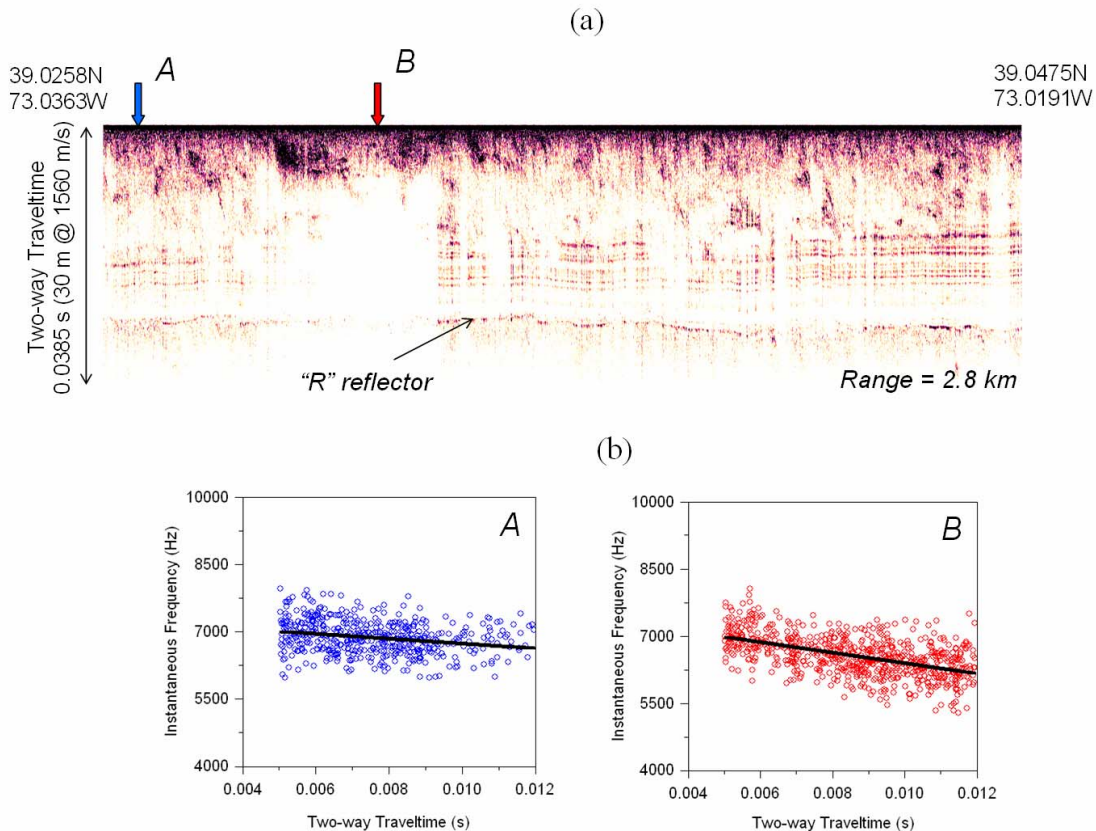 (a)
39.0258N
73.0363W
A
B
39.0475N
73.0191W
Two-way Traveltime
0.0385 s (30 m @ 1560 m/s)
"R" reflector
Range = 2.8 km
(b)
A
Instantaneous Frequency (Hz)
10000
8500
7000
5500
4000
0.004
0.006
0.008
0.010
0.012
Two-way Traveltime (s)
B
Instantaneous Frequency (Hz)
10000
8500
7000
5500
4000
0.004
0.006
0.008
0.010
0.012
Two-way Traveltime (s)